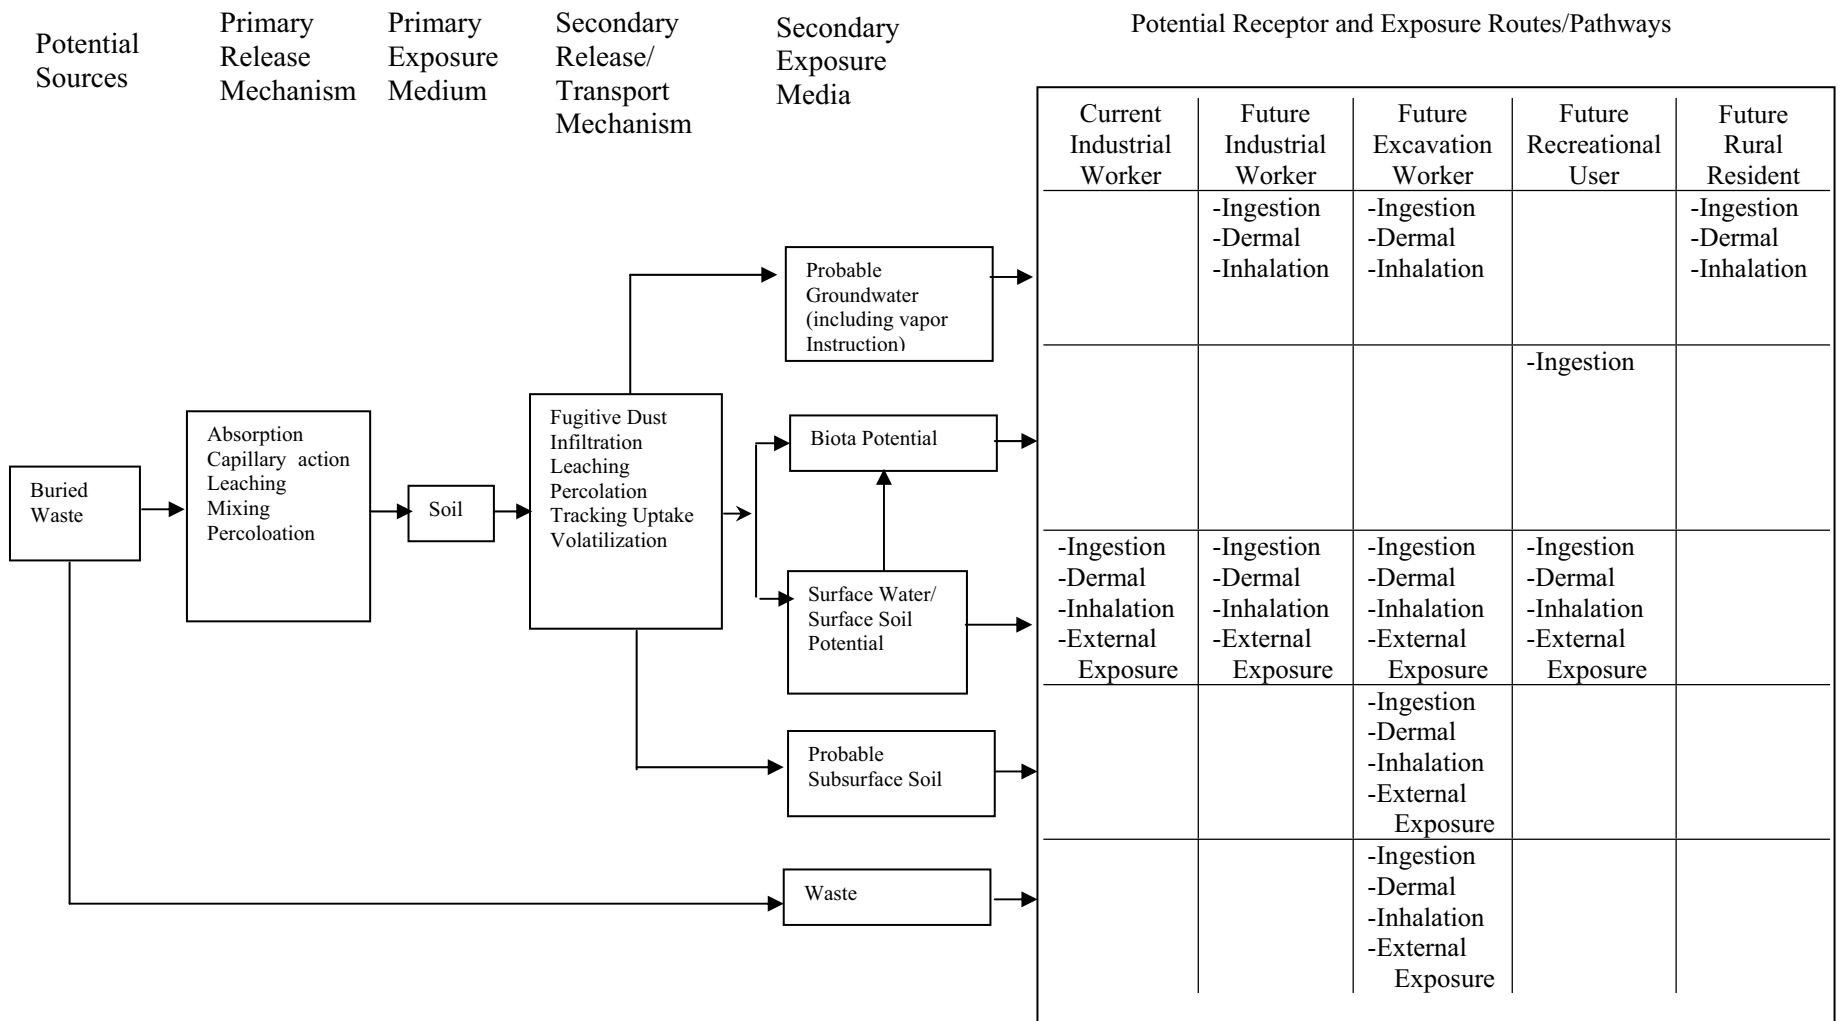 Potential
Sources
Primary
Release
Mechanism
Primary
Exposure
Medium
Secondary
Release/
Transport
Mechanism
Secondary
Exposure
Media
Potential Receptor and Exposure Routes/Pathways
Current
Industrial
Worker
Future
Industrial
Worker
Future
Excavation
Worker
Future
Recreational
User
Future
Rural
Resident
Buried
Waste
Absorption
Capillary action
Leaching
Mixing
Percoloation
Soil
Fugitive Dust
Infiltration
Leaching
Percolation
Tracking Uptake
Volatilization
Probable
Groundwater
(including vapor
Instruction)
-Ingestion
-Dermal
-Inhalation
-Ingestion
-Dermal
-Inhalation
-Ingestion
-Dermal
-Inhalation
Biota Potential
-Ingestion
Surface Water/
Surface Soil
Potential
-Ingestion
-Dermal
-Inhalation
-External
Exposure
-Ingestion
-Dermal
-Inhalation
-External
Exposure
-Ingestion
-Dermal
-Inhalation
-External
Exposure
-Ingestion
-Dermal
-Inhalation
-External
Exposure
Probable
Subsurface Soil
-Ingestion
-Dermal
-Inhalation
-External
Exposure
Waste
-Ingestion
-Dermal
-Inhalation
-External
Exposure